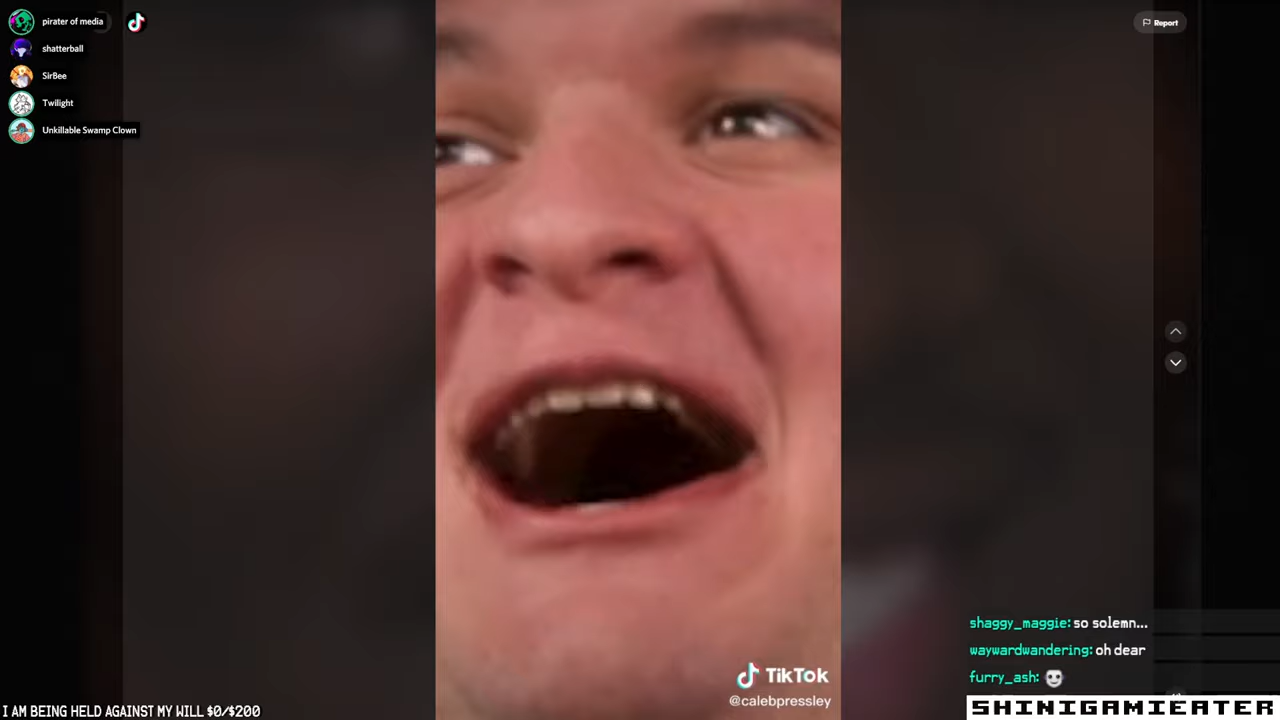 pirater of media
shatterball
SirBee
Twilight
Unkillable Swamp Clown
Report
TikTok
@calebpressley
shaggy_maggie: so solemn...
waywardwandering: oh dear
furry_ash:
I AM BEING HELD AGAINST MY WILL $0/$200
SHINIGAMIEATER